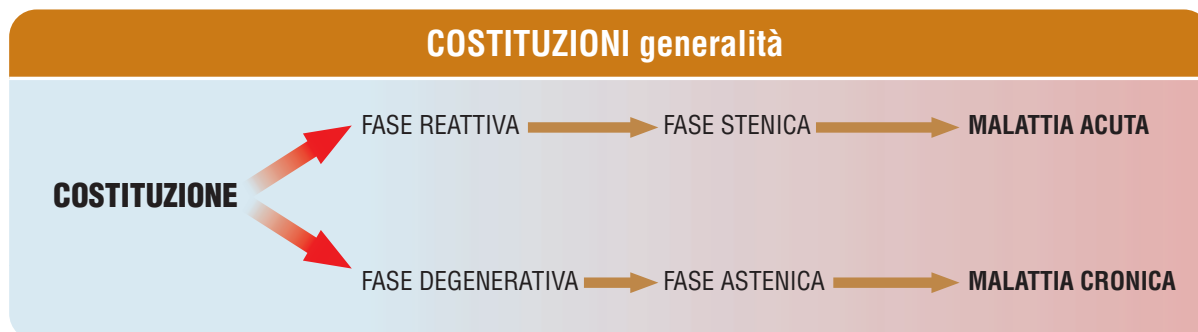 COSTITUZIONI generalità
FASE REATTIVA
FASE STENICA
MALATTIA ACUTA
COSTITUZIONE
FASE DEGENERATIVA
FASE ASTENICA
MALATTIA CRONICA